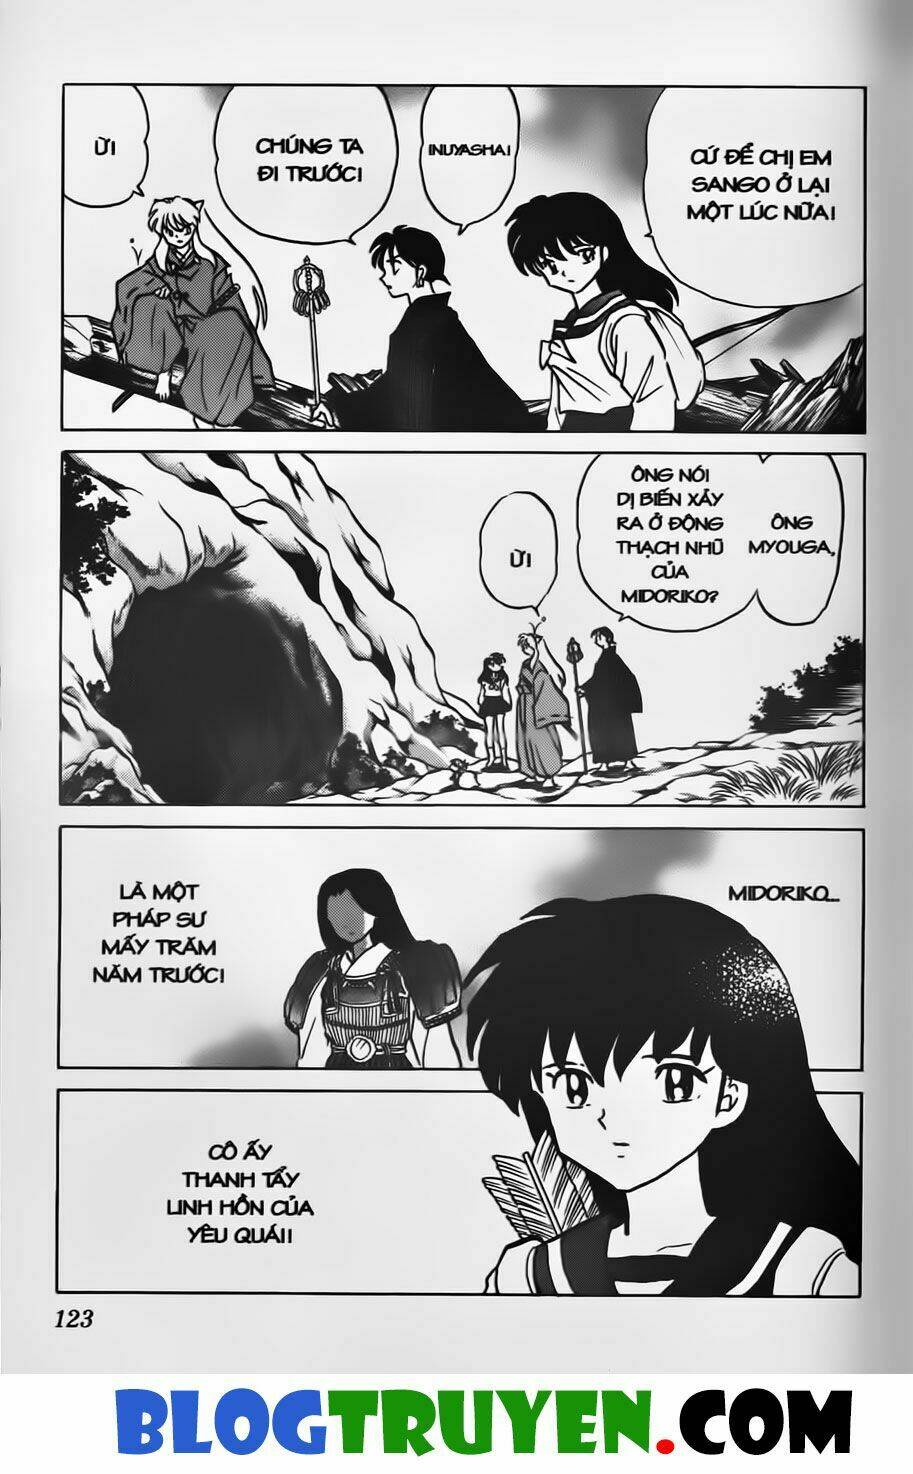 CỨ ĐỂ CHỊ EM
SANGO Ở LẠI
MỘT LÚC NỮA!
INUYASHA!
CHÚNG TA
ĐI TRƯỚC!
Ừ!
ÔNG
MYOUGA,
ÔNG NÓI
DỊ BIẾN XẢY
RA Ở ĐỘNG
THẠCH NHŨ
CỦA
MIDORIKO?
Ừ!
MIDORIKO...
LÀ MỘT
PHÁP SƯ
MẤY TRĂM
NĂM TRƯỚC!
CÔ ẤY
THANH TẨY
LINH HỒN CỦA
YÊU QUÁI!
123
BLOGTRUYEN.COM